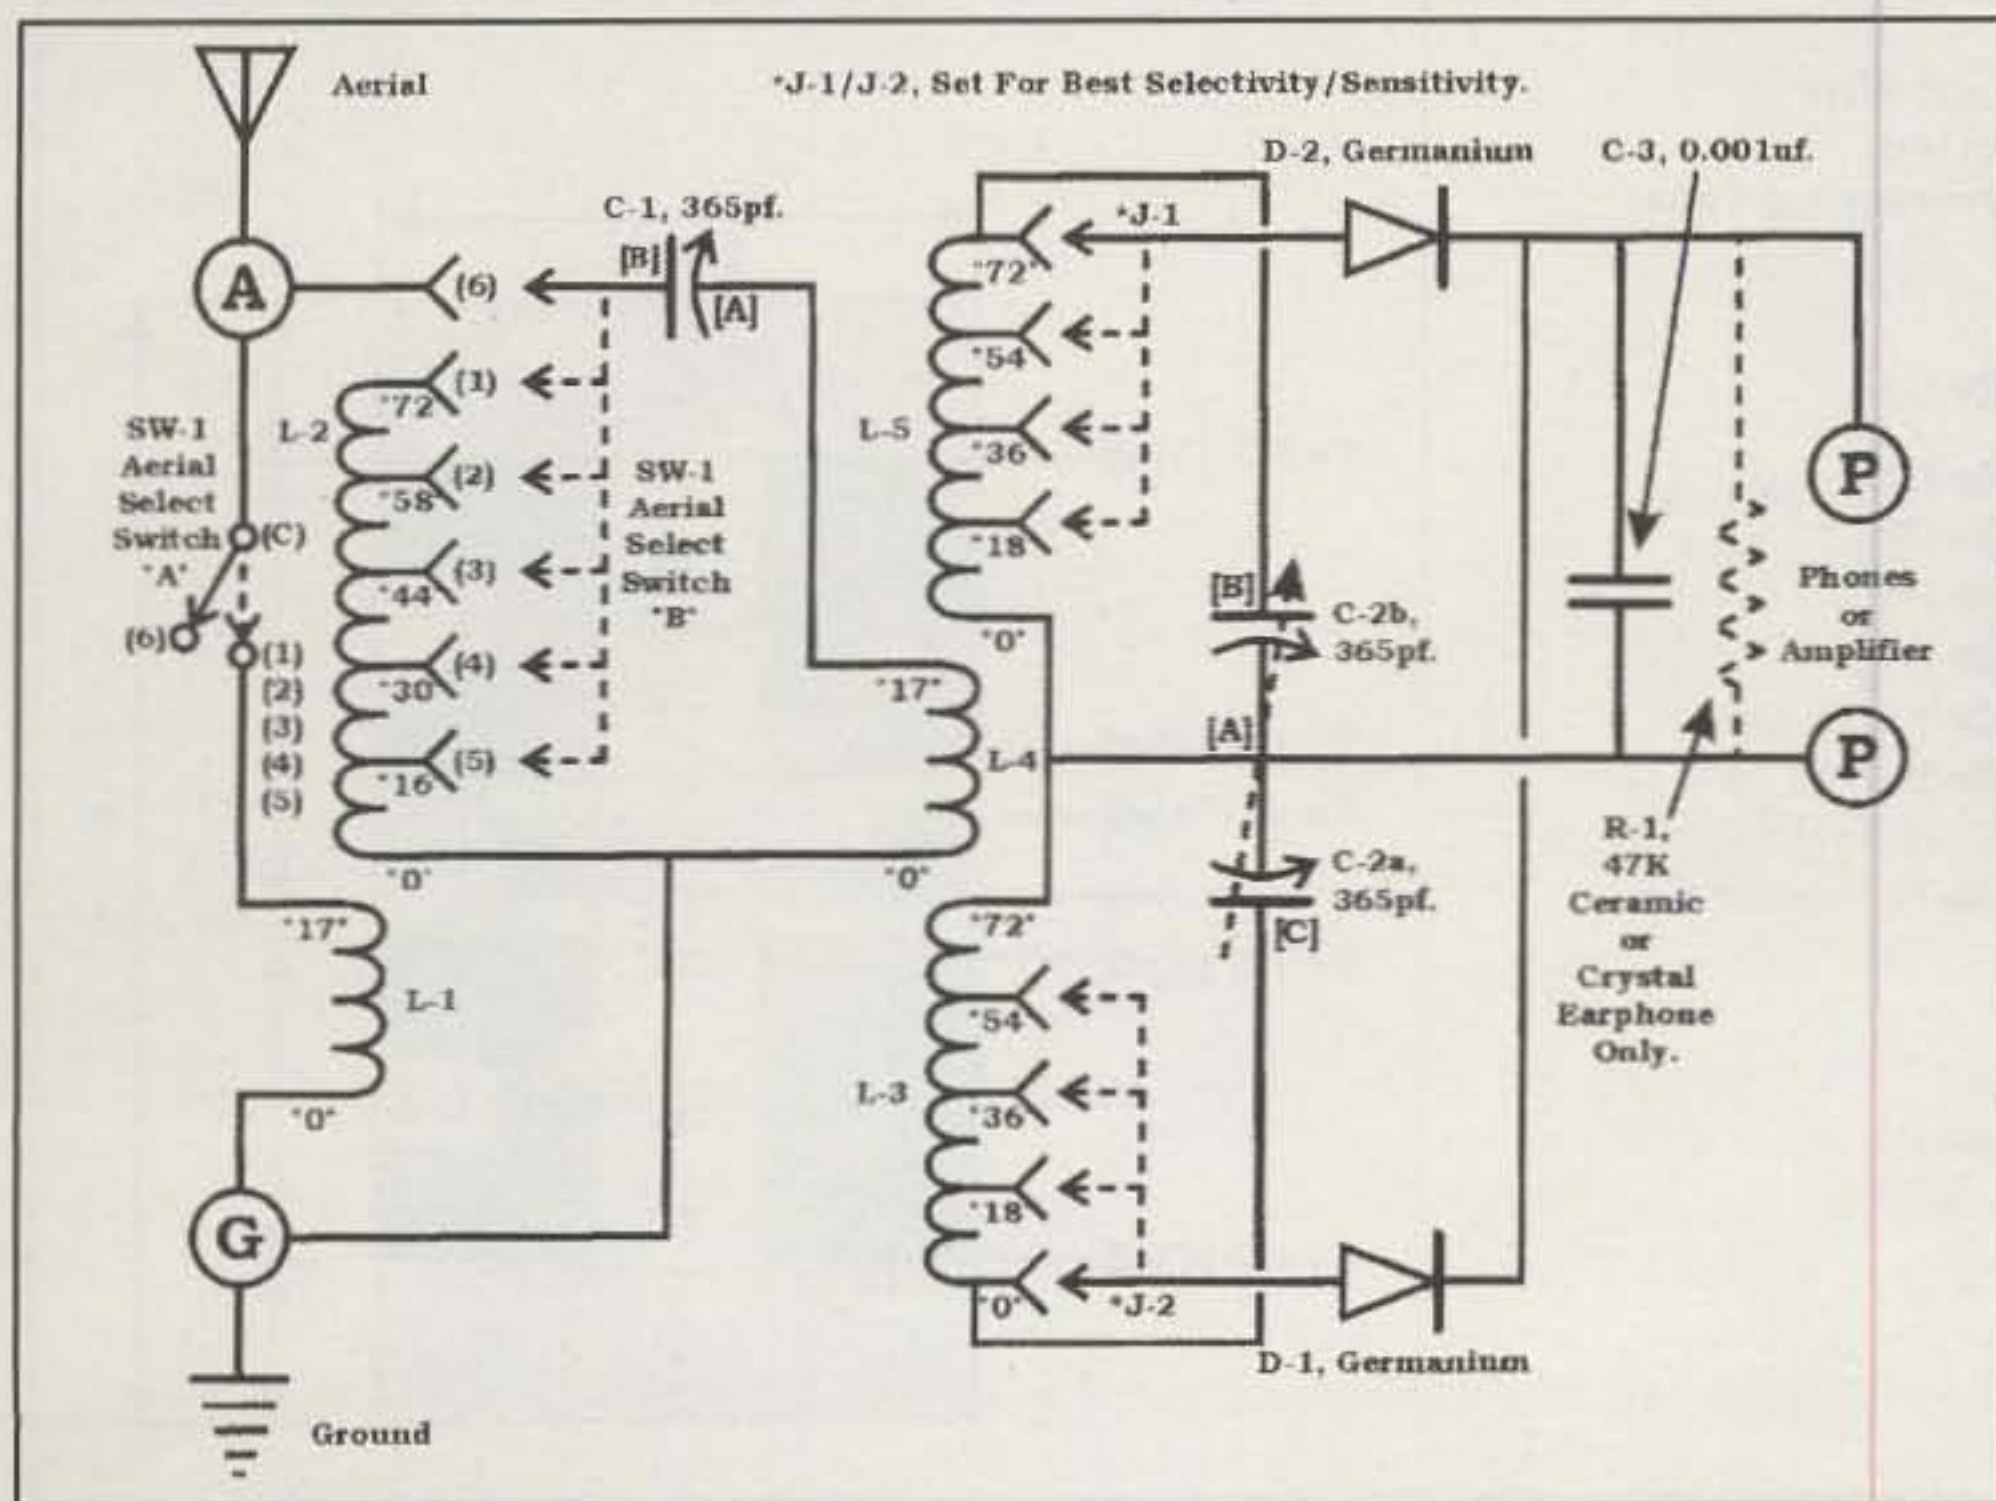 Aerial
*J-1/J-2, Set For Best Selectivity/Sensitivity.
D-2, Germanium
C-3, 0.001uf.
C-1, 365pf.
*J-1
[B]
[A]
A
(6)
"72"
"54"
"36"
"18"
"0"
L-5
SW-1
Aerial
Select
Switch
"A"
(C)
(6)
(1)
(2)
(3)
(4)
(5)
L-2
"72"
(1)
"58"
(2)
"44"
(3)
"30"
(4)
"16"
(5)
"0"
SW-1
Aerial
Select
Switch
"B"
[B]
C-2b,
365pf.
[A]
P
Phones
or
Amplifier
P
"17"
L-4
"0"
C-2a,
365pf.
[C]
R-1,
47K
Ceramic
or
Crystal
Earphone
Only.
"17"
L-1
"0"
"72"
"54"
"36"
"18"
"0"
L-3
*J-2
D-1, Germanium
G
Ground